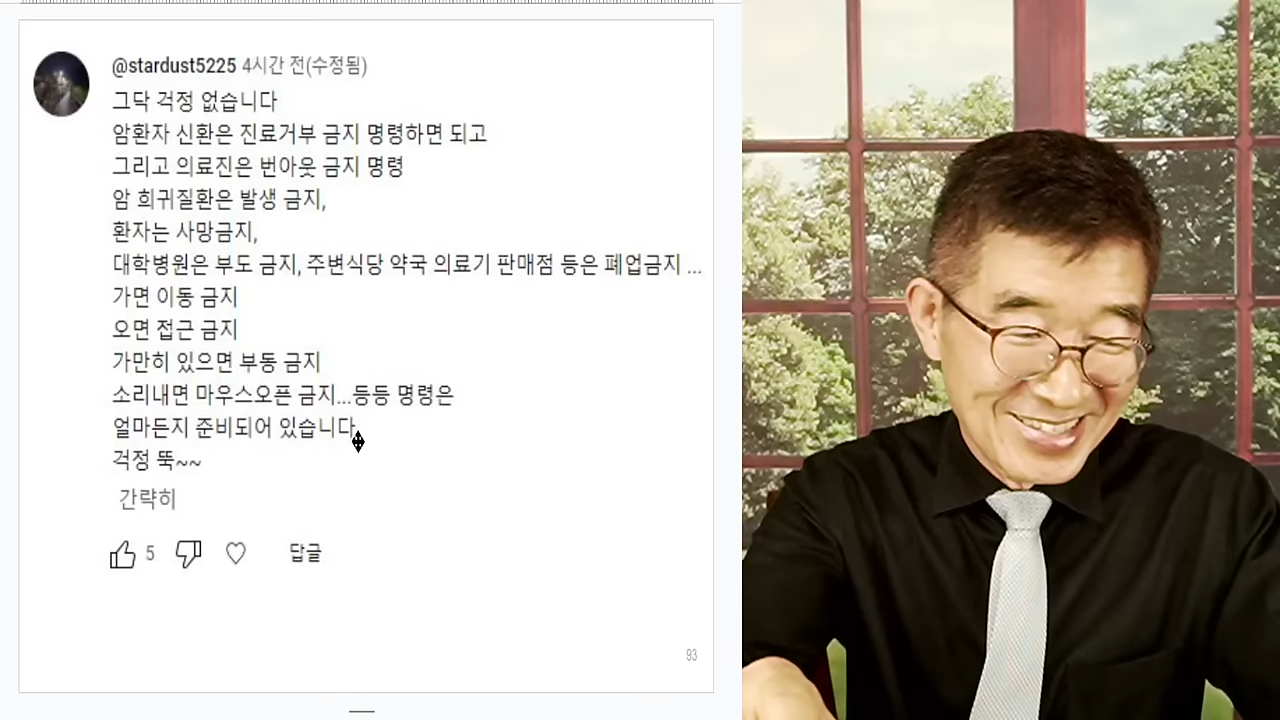 @stardust5225 4시간 전(수정됨)
그닥 걱정 없습니다
암환자 신환은 진료거부 금지 명령하면 되고
그리고 의료진은 번아웃 금지 명령
암 희귀질환은 발생 금지,
환자는 사망금지,
대학병원은 부도 금지, 주변식당 약국 의료기 판매점 등은 폐업금지 ...
가면 이동 금지
오면 접근 금지
가만히 있으면 부동 금지
소리내면 마우스오픈 금지...등등 명령은
얼마든지 준비되어 있습니다.
걱정 뚝~~
간략히
5 답글
93